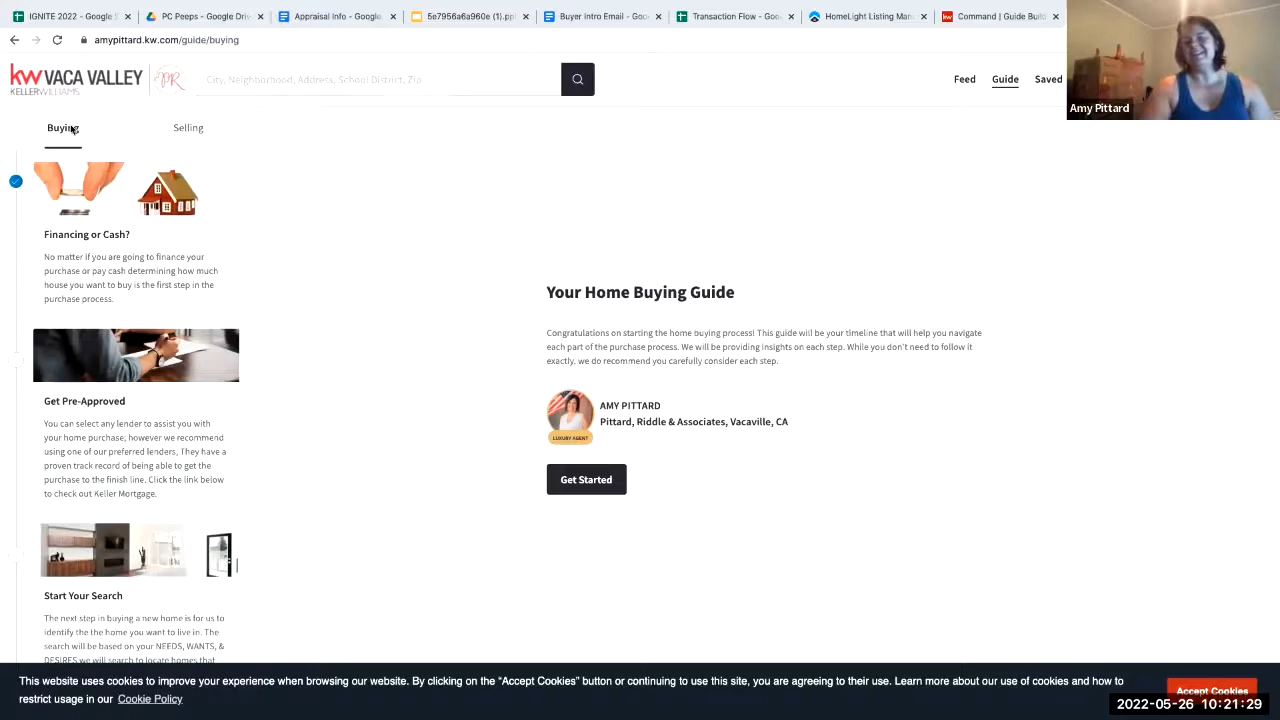 IGNITE 2022 - Google S
PC Peeps - Google Driv
Appraisal Info - Google
5e7956a6a960e (1).pp
Buyer Intro Email - Goo
Transaction Flow - Goo
HomeLight Listing Man
Command | Guide Build
amypittard.kw.com/guide/buying
kw VACA VALLEY
KELLERWILLIAMS
PR
City, Neighborhood, Address, School District, Zip
Feed
Guide
Saved
Amy Pittard
Buying
Selling
Financing or Cash?
No matter if you are going to finance your
purchase or pay cash determining how much
house you want to buy is the first step in the
purchase process.
Get Pre-Approved
You can select any lender to assist you with
your home purchase, however we recommend
using one of our preferred lenders, They have a
proven track record of being able to get the
purchase to the finish line. Click the link below
to check out Keller Mortgage.
Start Your Search
The next step in buying a new home is for us to
identify the the home you want to live in. The
search will be based on your NEEDS, WANTS, &
DESIRES we will search to locate homes that
Your Home Buying Guide
Congratulations on starting the home buying process! This guide will be your timeline that will help you navigate
each part of the purchase process. We will be providing insights on each step. While you don't need to follow it
exactly, we do recommend you carefully consider each step.
AMY PITTARD
Pittard, Riddle & Associates, Vacaville, CA
LUXURY AGENT
Get Started
This website uses cookies to improve your experience when browsing our website. By clicking on the “Accept Cookies” button or continuing to use this site, you are agreeing to their use. Learn more about our use of cookies and how to
restrict usage in our Cookie Policy
Accept Cookies
2022-05-26 10:21:29